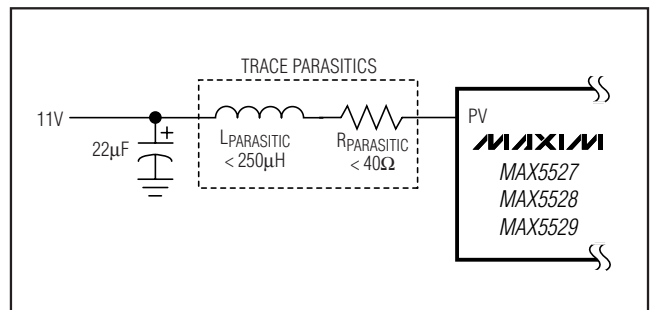 TRACE PARASITICS
11V
+
22µF
LPARASITIC
< 250µH
RPARASITIC
< 40Ω
PV
MAXIM
MAX5527
MAX5528
MAX5529